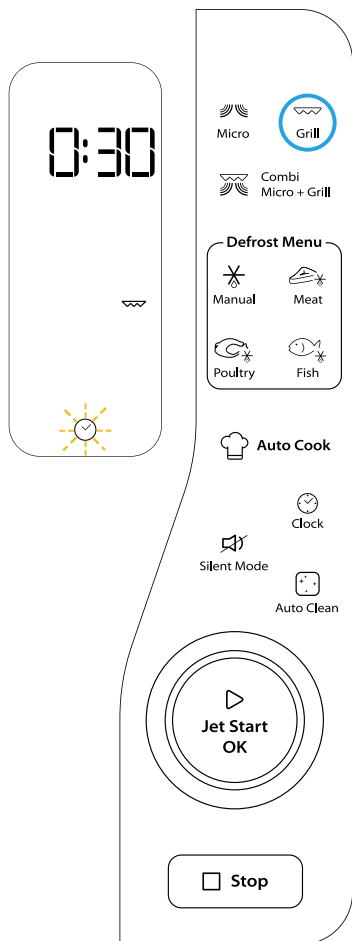 0:30
Micro
Grill
Combi
Micro + Grill
Defrost Menu
Manual
Meat
Poultry
Fish
Auto Cook
Clock
Silent Mode
Auto Clean
Jet Start
OK
Stop